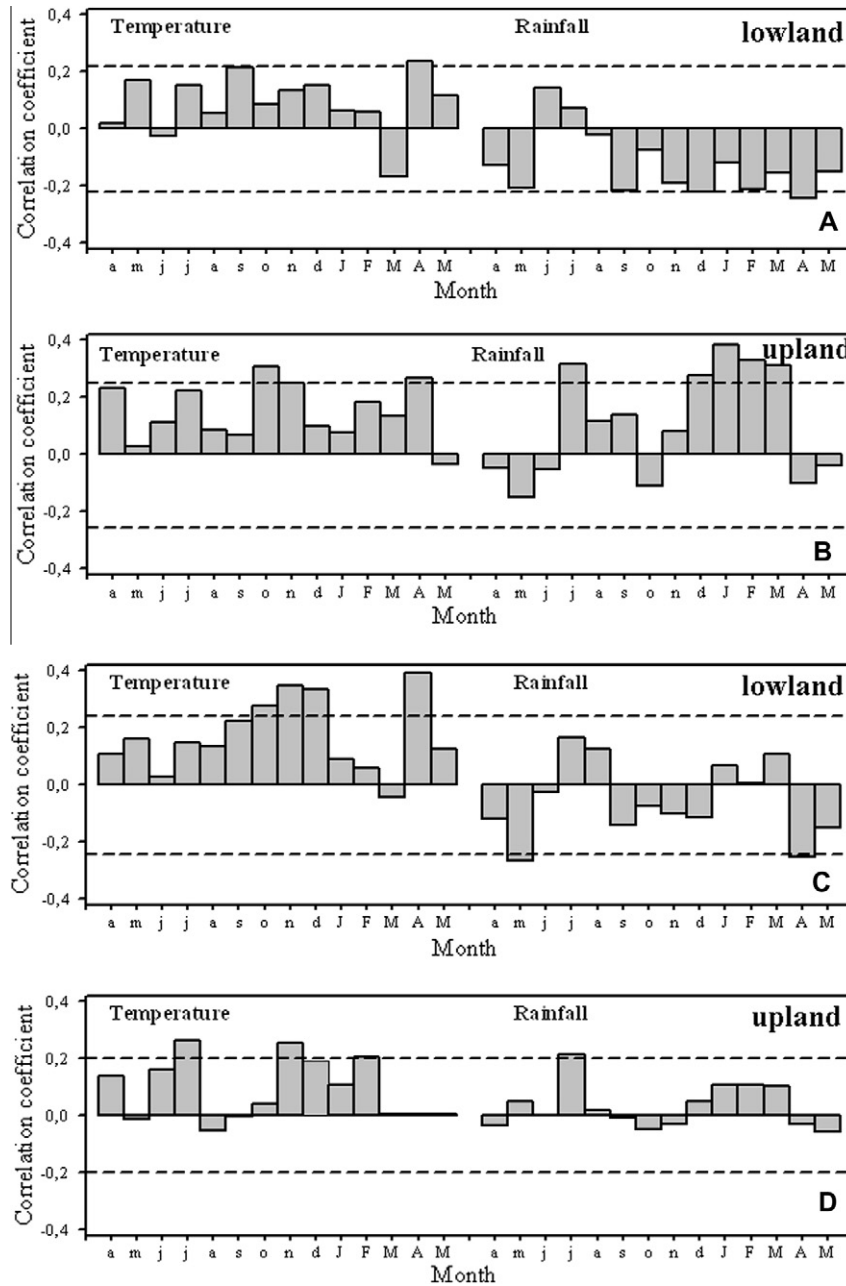 Temperature Rainfall lowland
0,4
0,2
0,0
-0,2
-0,4
Correlation coefficient
A
a m j j a s o n d J F M A M a m j j a s o n d J F M A M
Month
Temperature Rainfall upland
0,4
0,2
0,0
-0,2
-0,4
Correlation coefficient
B
a m j j a s o n d J F M A M a m j j a s o n d J F M A M
Month
Temperature Rainfall lowland
0,4
0,2
0,0
-0,2
-0,4
Correlation coefficient
C
a m j j a s o n d J F M A M a m j j a s o n d J F M A M
Month
Temperature Rainfall upland
0,4
0,2
0,0
-0,2
-0,4
Correlation coefficient
D
a m j j a s o n d J F M A M a m j j a s o n d J F M A M
Month